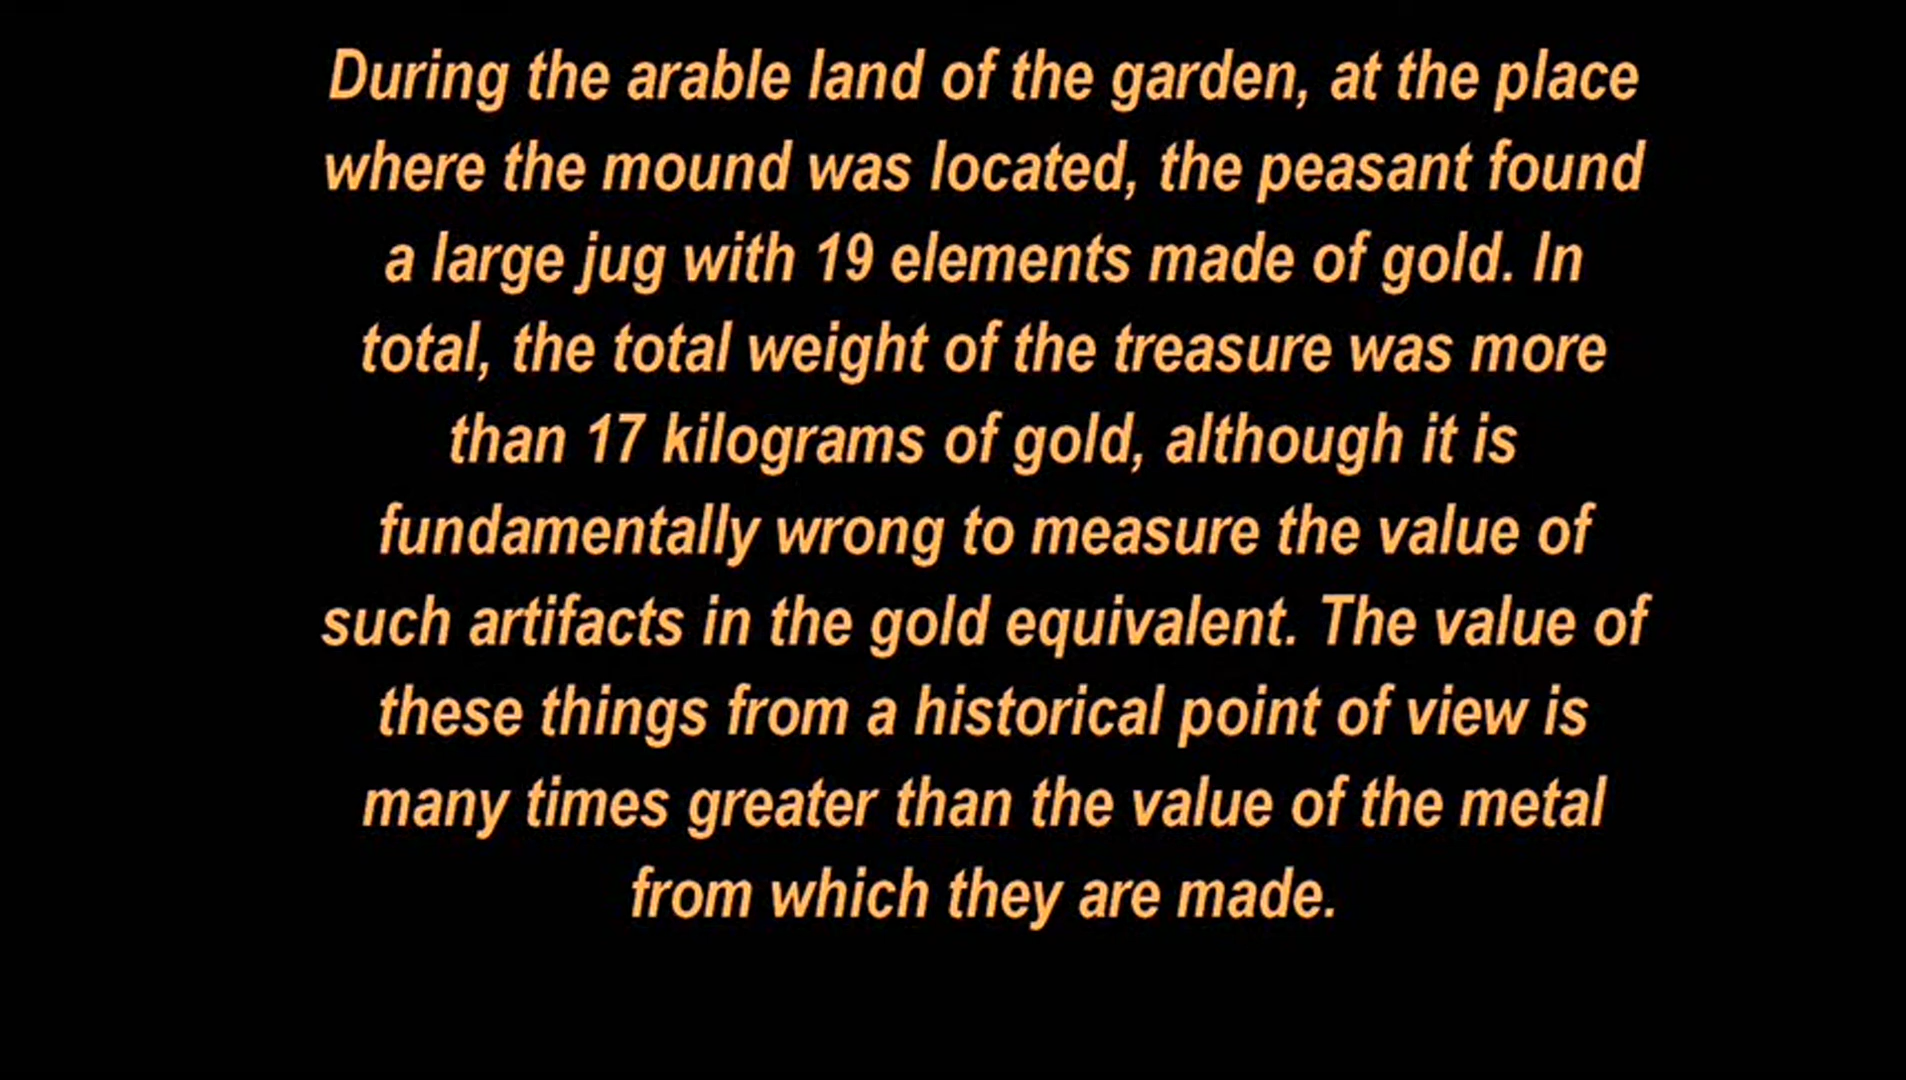 During the arable land of the garden, at the place
where the mound was located, the peasant found
a large jug with 19 elements made of gold. In
total, the total weight of the treasure was more
than 17 kilograms of gold, although it is
fundamentally wrong to measure the value of
such artifacts in the gold equivalent. The value of
these things from a historical point of view is
many times greater than the value of the metal
from which they are made.